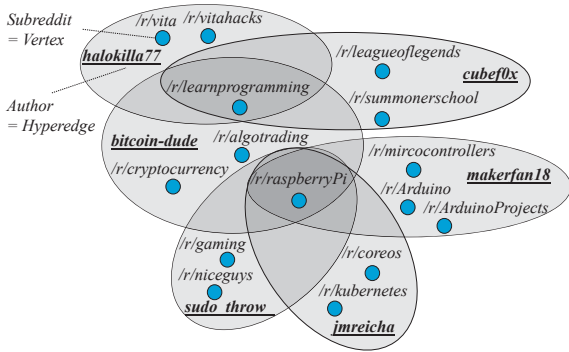 Subreddit
= Vertex
/r/vita
/r/vitahacks
halokilla77
/r/leagueoflegends
cubef0x
/r/learnprogramming
/r/summonerschool
Author
= Hyperedge
bitcoin-dude
/r/algotrading
/r/mircocontrollers
/r/cryptocurrency
/r/raspberryPi
makerfan18
/r/Arduino
/r/ArduinoProjects
/r/gaming
/r/coreos
/r/niceguys
/r/kubernetes
sudo_throw
jmreicha